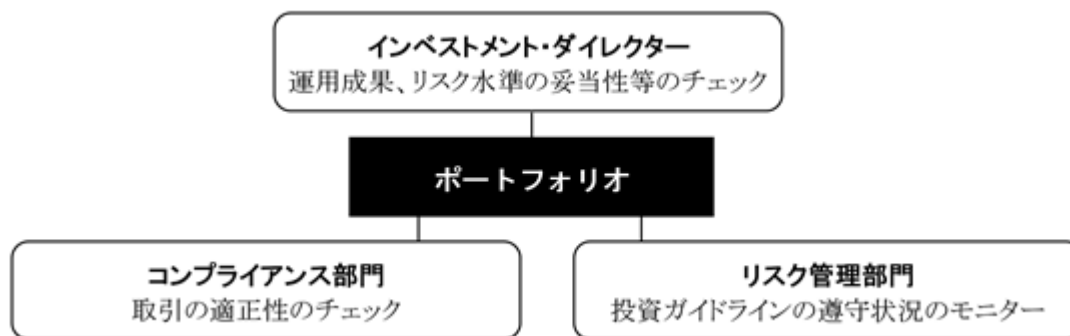 インベストメント・ダイレクター
運用成果、リスク水準の妥当性等のチェック
ポートフォリオ
コンプライアンス部門
取引の適正性のチェック
リスク管理部門
投資ガイドラインの遵守状況のモニター